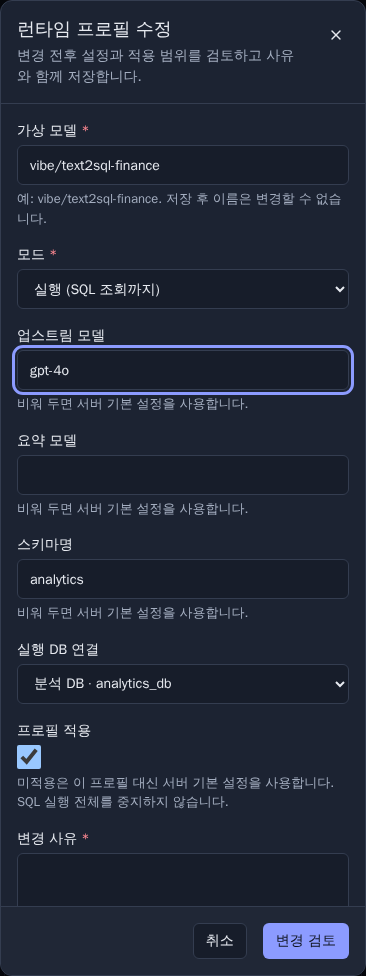 런타임 프로필 수정
변경 전후 설정과 적용 범위를 검토하고 사유
와 함께 저장합니다.
가상 모델 *
vibe/text2sql-finance
예: vibe/text2sql-finance. 저장 후 이름은 변경할 수 없습
니다.
모드 *
실행 (SQL 조회까지)
업스트림 모델
gpt-4o
비워 두면 서버 기본 설정을 사용합니다.
요약 모델
비워 두면 서버 기본 설정을 사용합니다.
스키마명
analytics
비워 두면 서버 기본 설정을 사용합니다.
실행 DB 연결
분석 DB · analytics_db
프로필 적용
미적용은 이 프로필 대신 서버 기본 설정을 사용합니다.
SQL 실행 전체를 중지하지 않습니다.
변경 사유 *
취소
변경 검토